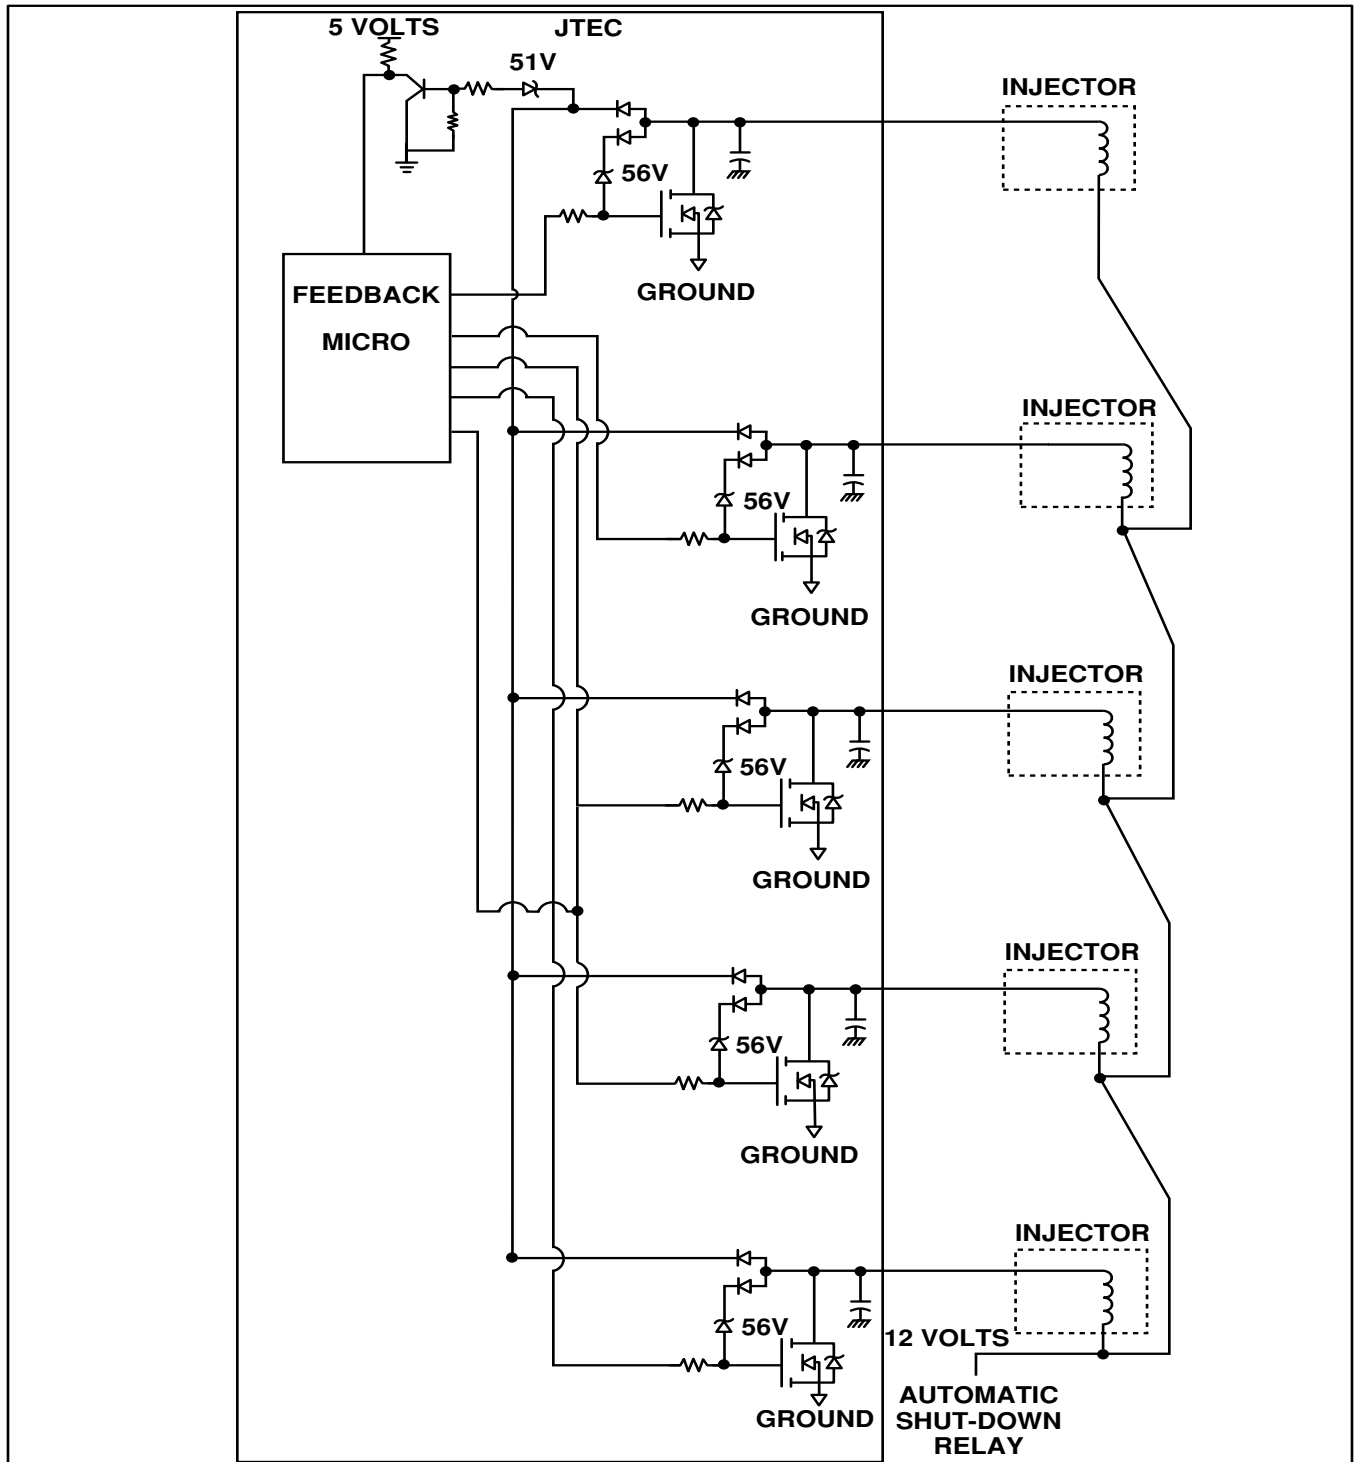 5 VOLTS
JTEC
51V
INJECTOR
56V
GROUND
FEEDBACK
MICRO
INJECTOR
56V
GROUND
INJECTOR
56V
GROUND
INJECTOR
56V
GROUND
INJECTOR
56V
12 VOLTS
GROUND
AUTOMATIC
SHUT-DOWN
RELAY